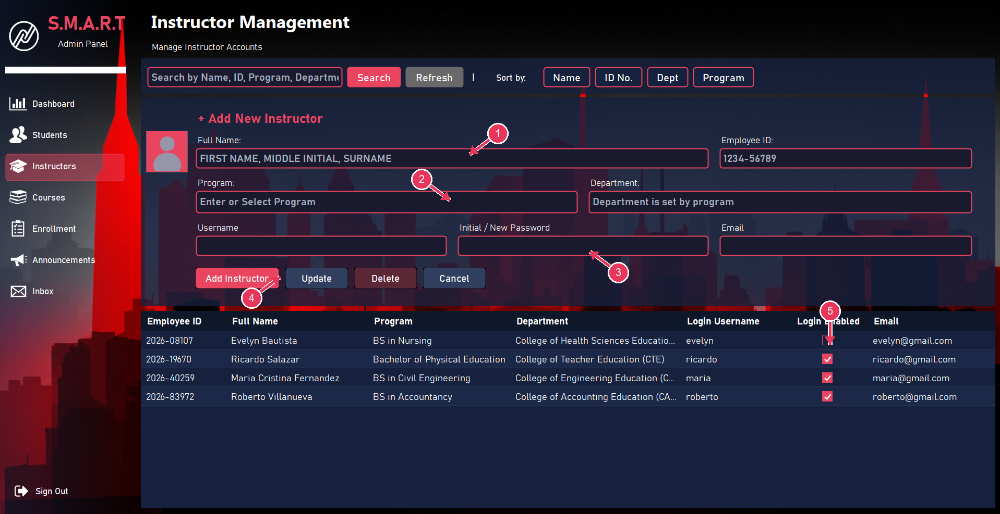 S.M.A.R.T
Admin Panel
Dashboard
Students
Instructors
Courses
Enrollment
Announcements
Inbox
Sign Out
Instructor Management
Manage Instructor Accounts
Search by Name, ID, Program, Departme
Search
Refresh
|
Sort by:
Name
ID No.
Dept
Program
+ Add New Instructor
1
Full Name:
Employee ID:
FIRST NAME, MIDDLE INITIAL, SURNAME
1234-56789
2
Program:
Department:
Enter or Select Program
Department is set by program
Username
Initial / New Password
Email
3
Add Instructor
Update
Delete
Cancel
4
5
Employee ID Full Name Program Department Login Username Login Enabled Email
2026-08107 Evelyn Bautista BS in Nursing College of Health Sciences Educatio... evelyn evelyn@gmail.com
2026-19670 Ricardo Salazar Bachelor of Physical Education College of Teacher Education (CTE) ricardo ricardo@gmail.com
2026-40259 Maria Cristina Fernandez BS in Civil Engineering College of Engineering Education (C... maria maria@gmail.com
2026-83972 Roberto Villanueva BS in Accountancy College of Accounting Education (CA... roberto roberto@gmail.com